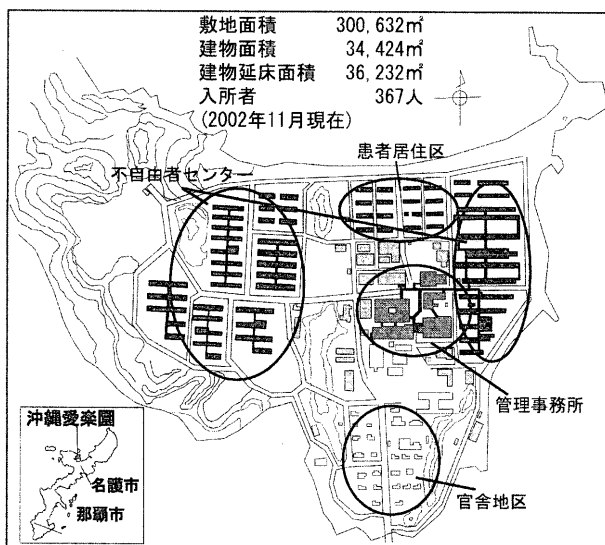 敷地面積 300,632㎡
建物面積 34,424㎡
建物延床面積 36,232㎡
入所者 367人
(2002年11月現在)
患者居住区
不自由者センター
管理事務所
官舎地区
沖縄愛楽園
名護市
那覇市